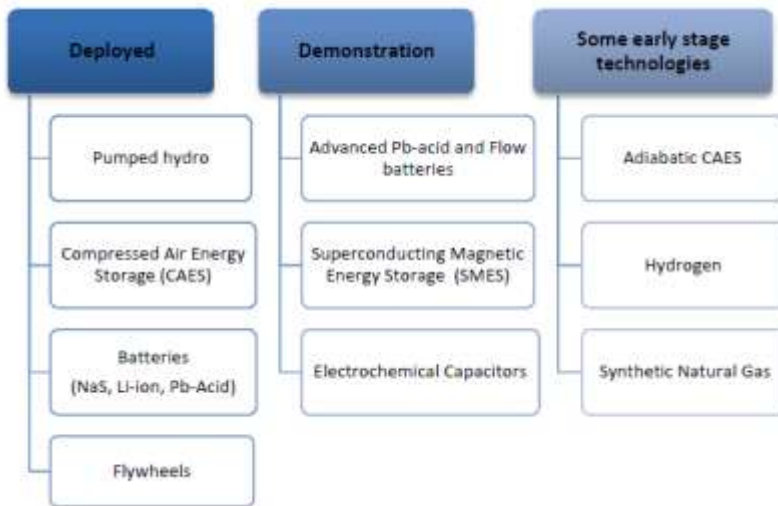 Deployed
Pumped hydro
Compressed Air Energy
Storage (CAES)
Batteries
(NaS, Li-ion, Pb-Acid)
Flywheels
Demonstration
Advanced Pb-acid and Flow
batteries
Superconducting Magnetic
Energy Storage (SMES)
Electrochemical Capacitors
Some early stage
technologies
Adiabatic CAES
Hydrogen
Synthetic Natural Gas